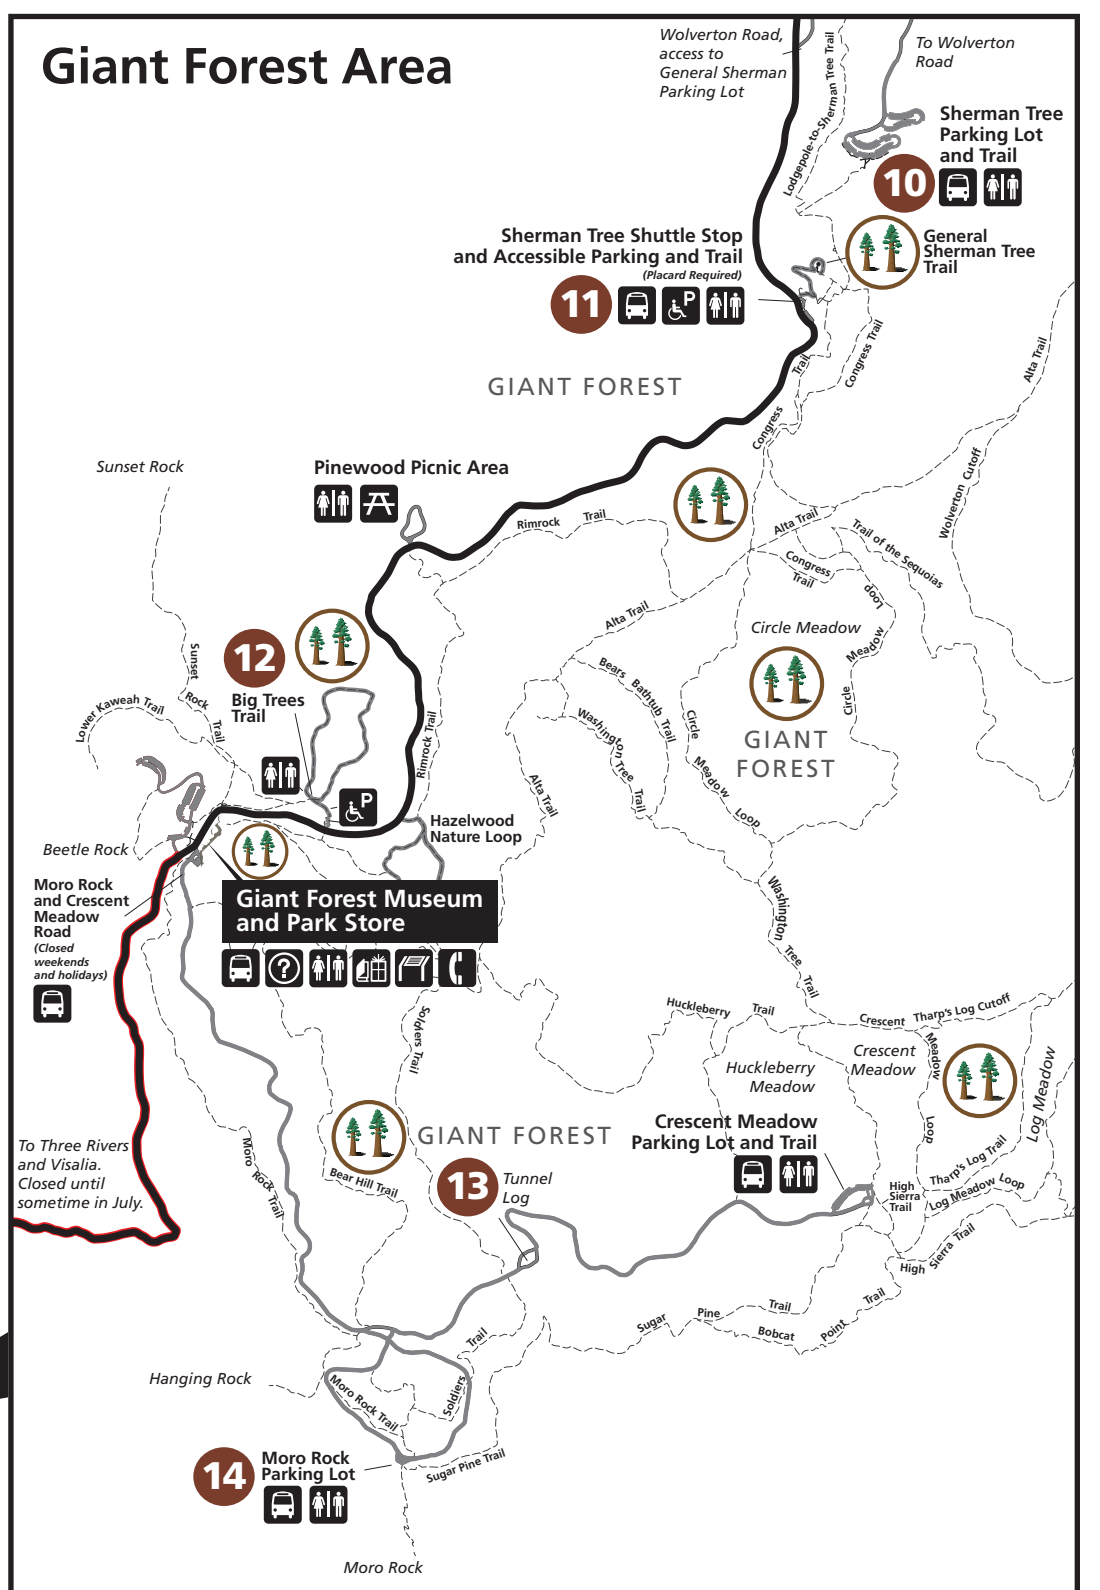 Giant Forest Area
Wolverton Road,
access to
General Sherman
Parking Lot
To Wolverton
Road
Lodgepole-to-Sherman Tree Trail
Sherman Tree
Parking Lot
and Trail
10
General
Sherman Tree
Trail
Sherman Tree Shuttle Stop
and Accessible Parking and Trail
(Placard Required)
11
P
Congress Trail
Congress
Trail
Alta Trail
GIANT FOREST
Sunset Rock
Pinewood Picnic Area
Rimrock
Trail
Wolverton Cutoff
Alta Trail
Trail of the Sequoias
Congress
Trail
Alta Trail
Circle Meadow
Circle
Meadow
Loop
12
Big Trees
Trail
Sunset
Rock
Trail
Lower Kaweah Trail
Rimrock Trail
Bears
Bathtub
Trail
Washington
Tree
Trail
Circle
Meadow
Loop
GIANT
FOREST
Alta Trail
P
Hazelwood
Nature Loop
Beetle Rock
Moro Rock
and Crescent
Meadow
Road
(Closed
weekends
and holidays)
Giant Forest Museum
and Park Store
?
Washington
Tree
Trail
Soldiers Trail
Huckleberry
Trail
Crescent
Tharp's Log Cutoff
Meadow
Loop
Crescent
Meadow
Huckleberry
Meadow
Log Meadow
To Three Rivers
and Visalia.
Closed until
sometime in July.
Moro
Rock
Trail
GIANT FOREST
Bear Hill Trail
Crescent Meadow
Parking Lot and Trail
13
Tunnel
Log
High
Sierra
Trail
Tharp's Log Trail
Log Meadow Loop
High
Sierra Trail
Sugar
Pine
Trail
Bobcat
Point
Trail
Trail
Soldiers
Hanging Rock
Moro Rock Trail
14
Moro Rock
Parking Lot
Sugar Pine Trail
Moro Rock